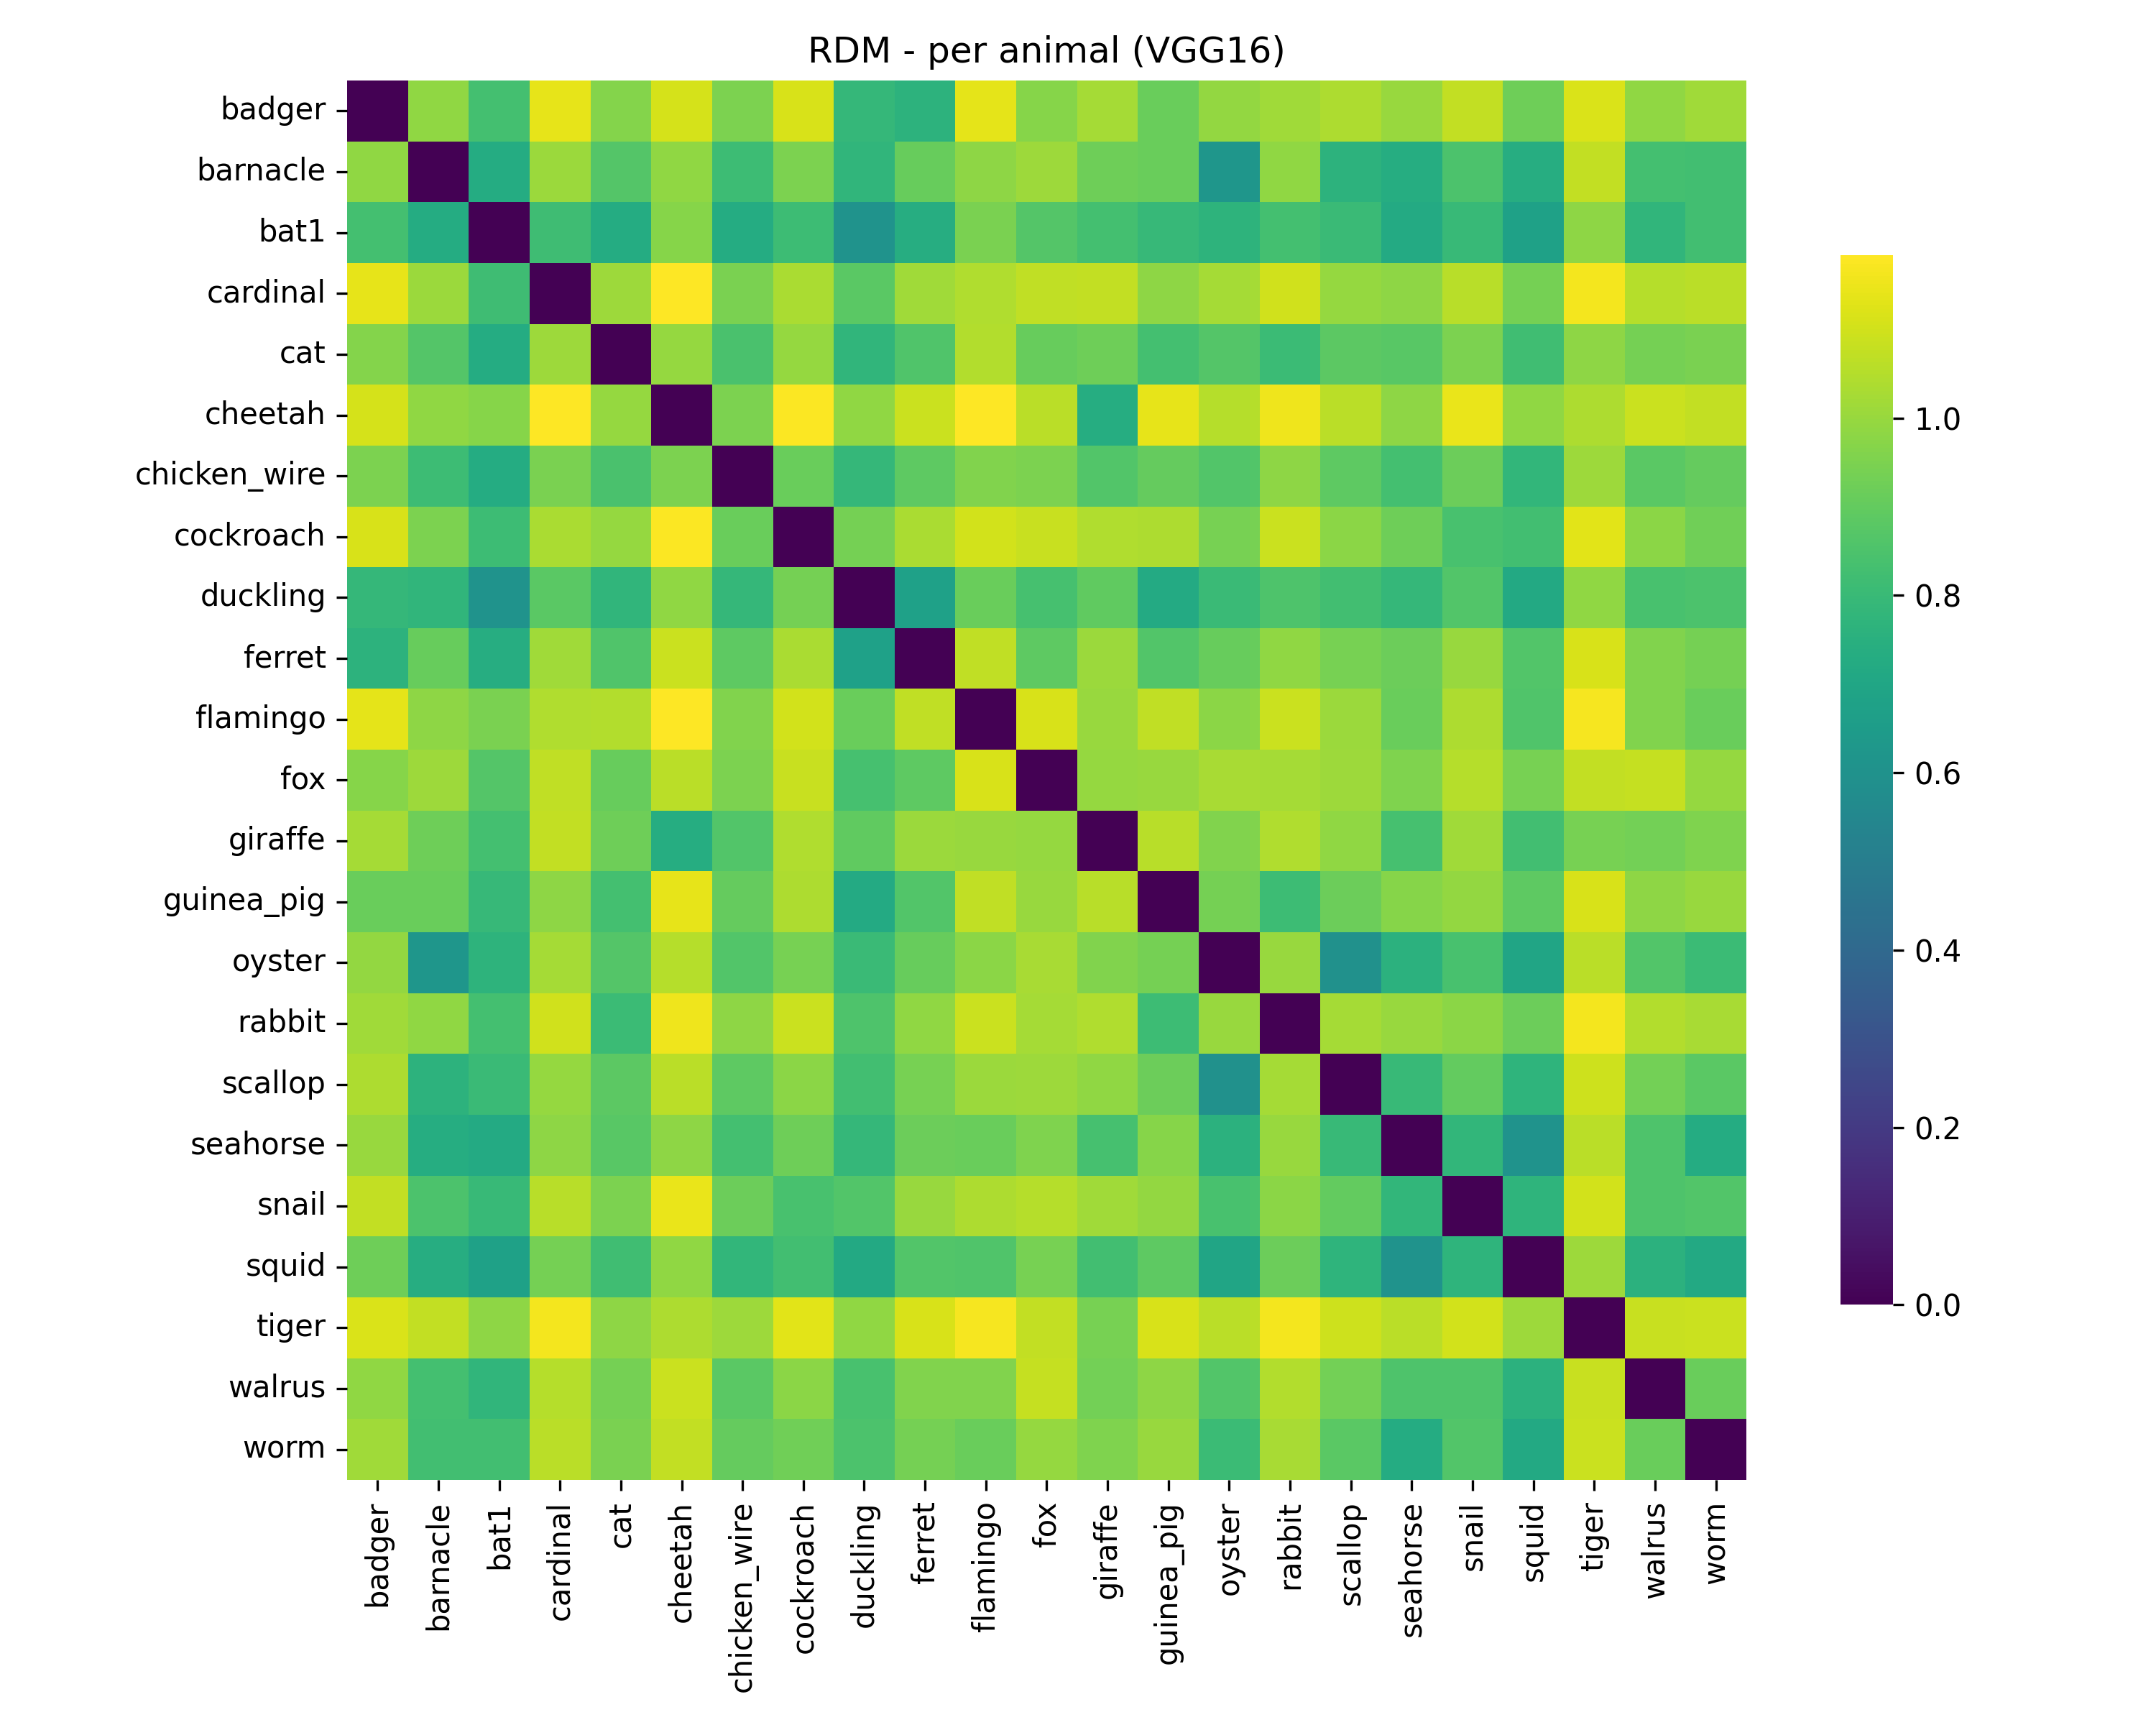 RDM - per animal (VGG16)
badger
barnacle
bat1
cardinal
cat
cheetah
chicken_wire
cockroach
duckling
ferret
flamingo
fox
giraffe
guinea_pig
oyster
rabbit
scallop
seahorse
snail
squid
tiger
walrus
worm
badger
barnacle
bat1
cardinal
cat
cheetah
chicken_wire
cockroach
duckling
ferret
flamingo
fox
giraffe
guinea_pig
oyster
rabbit
scallop
seahorse
snail
squid
tiger
walrus
worm
1.0
0.8
0.6
0.4
0.2
0.0